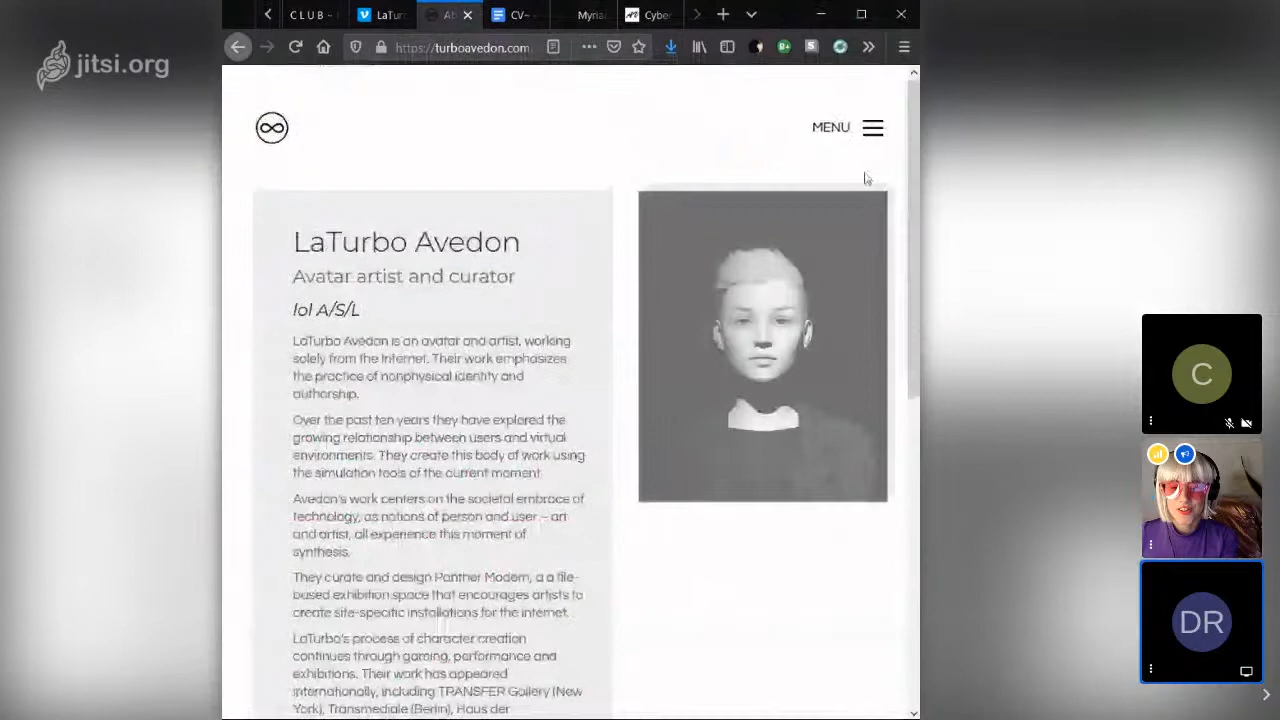 jitsi.org
C L U B ~
LaTur
Ab
CV~
Myria
Cyber
https://turboavedon.com
MENU
LaTurbo Avedon
Avatar artist and curator
lol A/S/L
LaTurbo Avedon is an avatar and artist, working
solely from the Internet. Their work emphasizes
the practice of nonphysical identity and
authorship.
Over the past ten years they have explored the
growing relationship between users and virtual
environments. They create this body of work using
the simulation tools of the current moment
Avedon's work centers on the societal embrace of
technology, as notions of person and user – art
and artist, all experience this moment of
synthesis.
They curate and design Panther Modern, a a file-
based exhibition space that encourages artists to
create site-specific installations for the internet.
LaTurbo's process of character creation
continues through gaming, performance and
exhibitions. Their work has appeared
internationally, including TRANSFER Gallery (New
York), Transmediale (Berlin), Haus der
C
DR